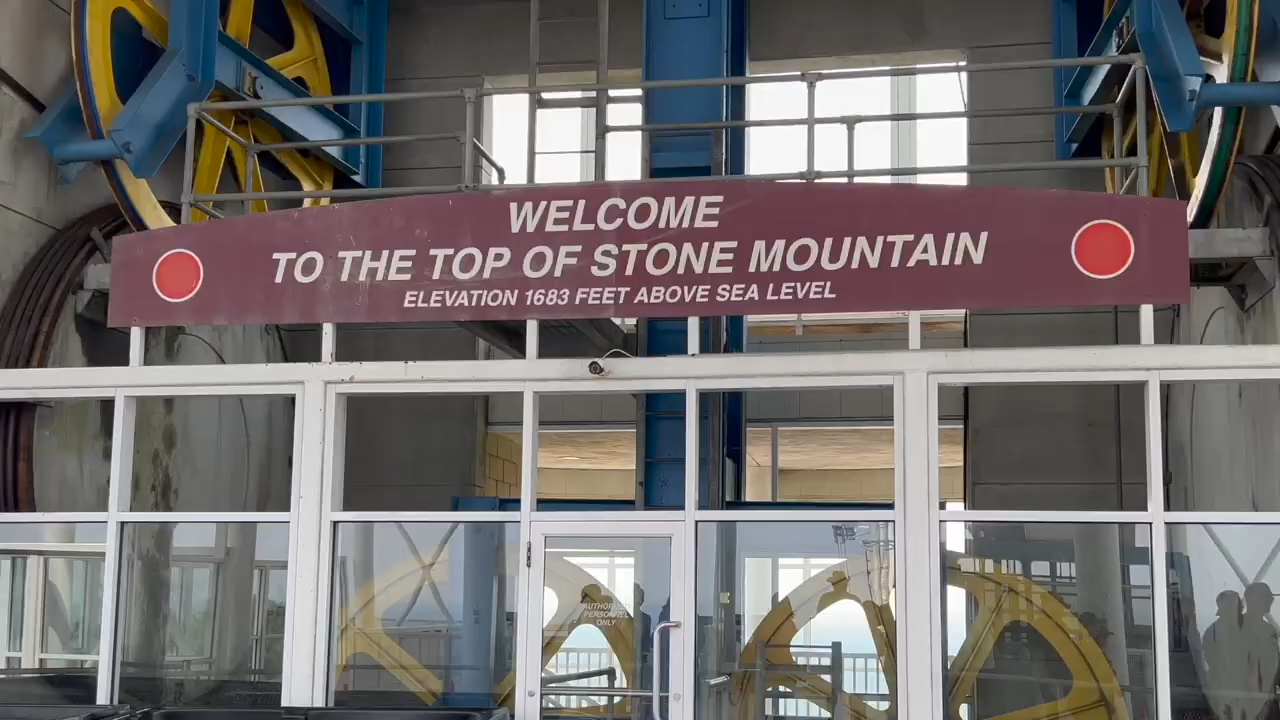 WELCOME
TO THE TOP OF STONE MOUNTAIN
ELEVATION 1683 FEET ABOVE SEA LEVEL
AUTHORIZED
PERSONNEL
ONLY